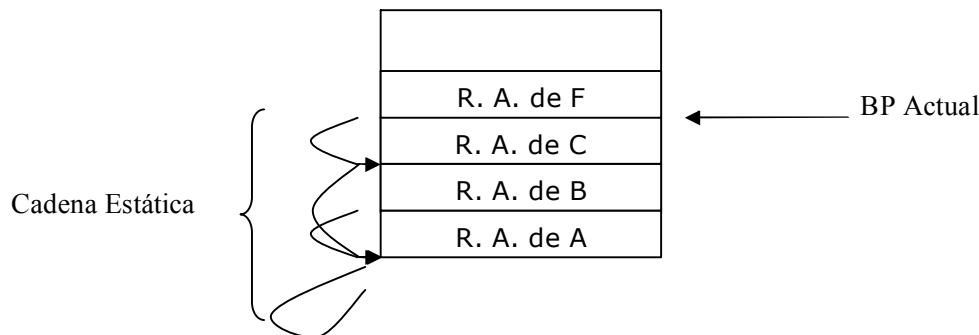 R. A. de F
BP Actual
R. A. de C
Cadena Estática
R. A. de B
R. A. de A